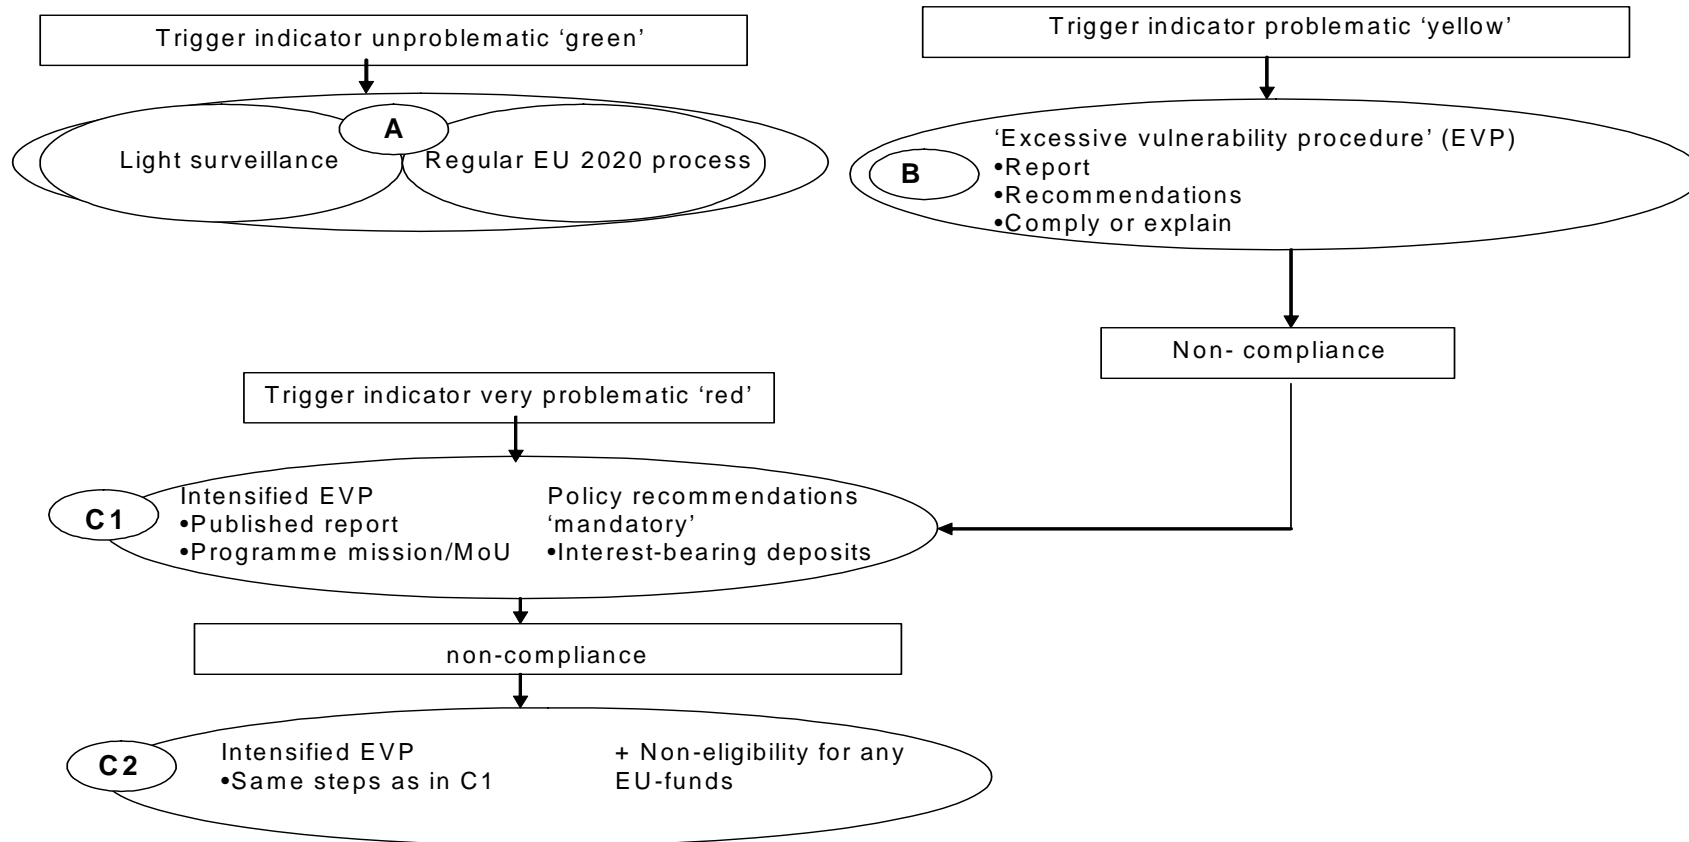 Trigger indicator unproblematic ‘green’
A
Light surveillance
Regular EU 2020 process
Trigger indicator problematic ‘yellow’
B
‘Excessive vulnerability procedure’ (EVP)
•Report
•Recommendations
•Comply or explain
Non- compliance
Trigger indicator very problematic ‘red’
C1
Intensified EVP
•Published report
•Programme mission/MoU
Policy recommendations
‘mandatory’
•Interest-bearing deposits
non-compliance
C2
Intensified EVP
•Same steps as in C1
+ Non-eligibility for any
EU-funds